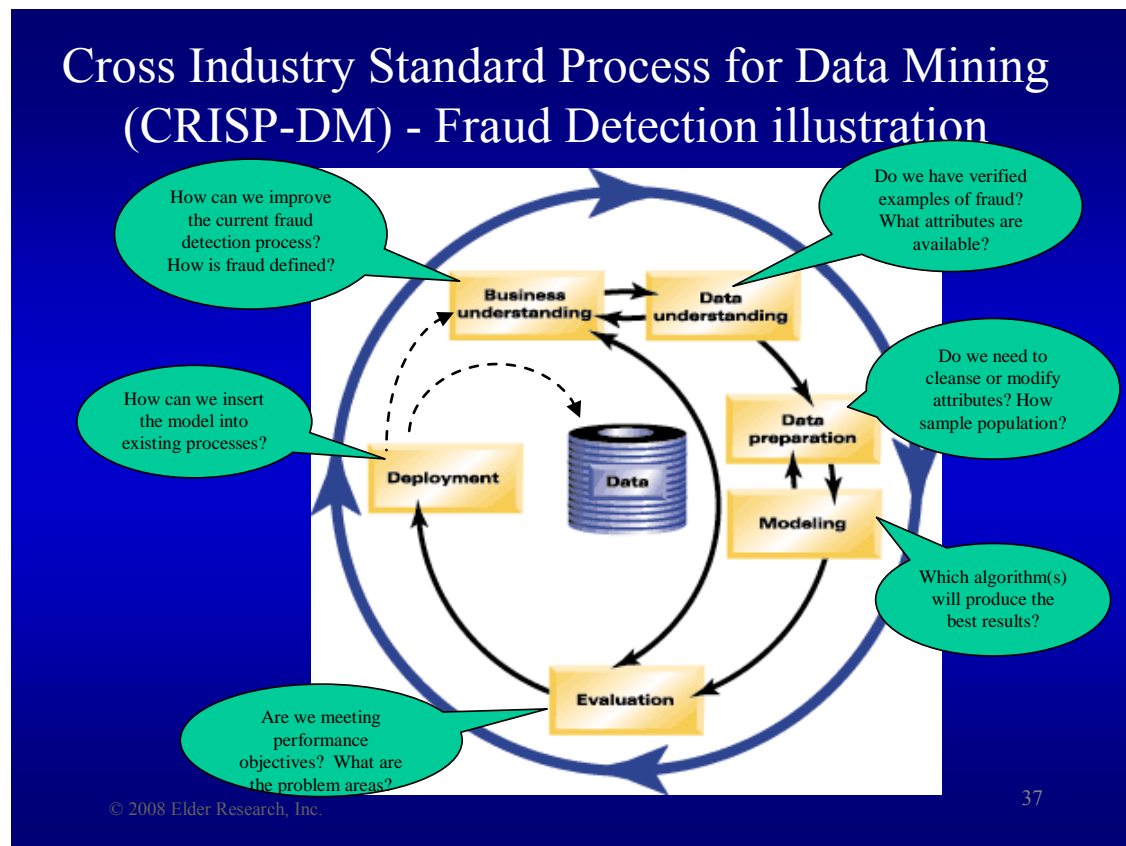 Cross Industry Standard Process for Data Mining
(CRISP-DM) - Fraud Detection illustration
How can we improve
the current fraud
detection process?
How is fraud defined?
Do we have verified
examples of fraud?
What attributes are
available?
Business
understanding
Data
understanding
Do we need to
cleanse or modify
attributes? How
sample population?
How can we insert
the model into
existing processes?
Data
preparation
Deployment
Data
Modeling
Which algorithm(s)
will produce the
best results?
Evaluation
Are we meeting
performance
objectives? What are
the problem areas?
© 2008 Elder Research, Inc.
37